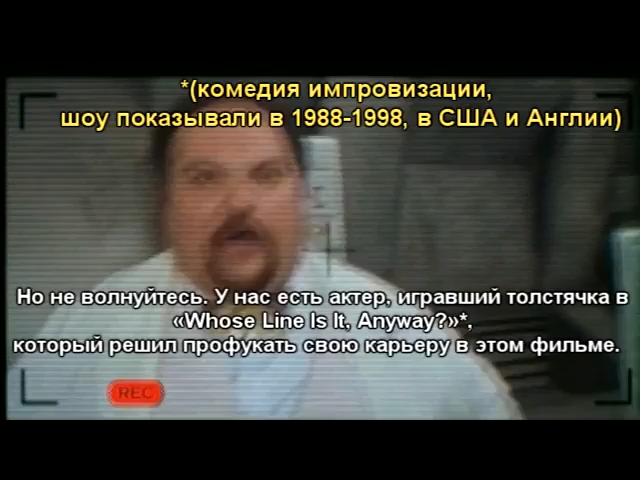 *(комедия импровизации,
шоу показывали в 1988-1998, в США и Англии)
Но не волнуйтесь. У нас есть актер, игравший толстячка в
«Whose Line Is It, Anyway?»*,
который решил профукать свою карьеру в этом фильме.
REC